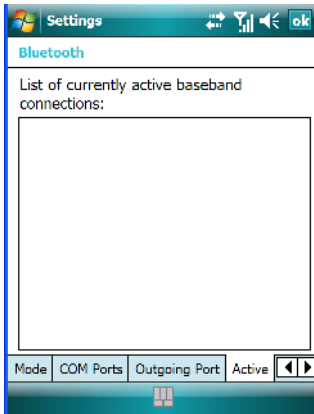 Settings ok
Bluetooth
List of currently active baseband
connections:
Mode COM Ports Outgoing Port Active